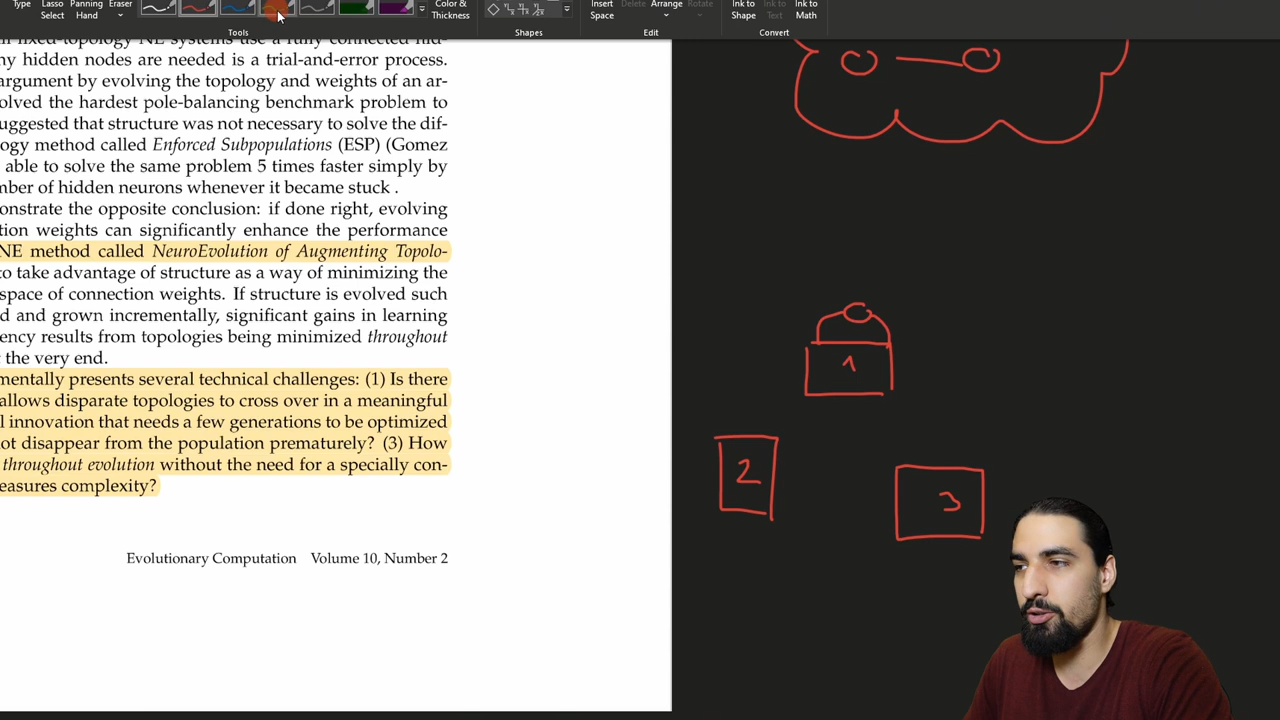 Type
Lasso
Select
Panning
Hand
Eraser
Color &
Thickness
Insert
Space
Delete
Arrange
Rotate
Ink to
Shape
Ink to
Text
Ink to
Math
Tools
Shapes
Edit
Convert
fixed-topology NE systems use a fully connected hid-
ny hidden nodes are needed is a trial-and-error process.
argument by evolving the topology and weights of an ar-
olved the hardest pole-balancing benchmark problem to
uggested that structure was not necessary to solve the dif-
ogy method called Enforced Subpopulations (ESP) (Gomez
able to solve the same problem 5 times faster simply by
mber of hidden neurons whenever it became stuck .
onstrate the opposite conclusion: if done right, evolving
tion weights can significantly enhance the performance
NE method called NeuroEvolution of Augmenting Topolo-
to take advantage of structure as a way of minimizing the
space of connection weights. If structure is evolved such
d and grown incrementally, significant gains in learning
ency results from topologies being minimized throughout
t the very end.
mentally presents several technical challenges: (1) Is there
allows disparate topologies to cross over in a meaningful
l innovation that needs a few generations to be optimized
not disappear from the population prematurely? (3) How
throughout evolution without the need for a specially con-
easures complexity?
Evolutionary Computation Volume 10, Number 2
1
2
3